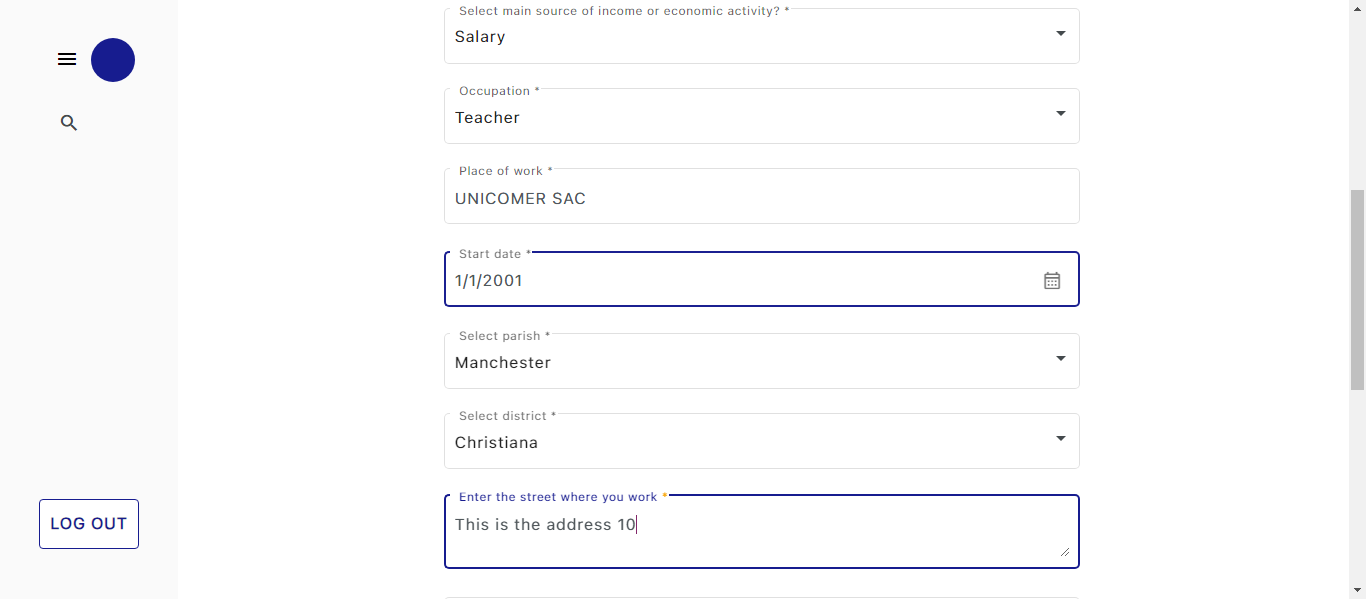 Select main source of income or economic activity? *
Salary
Occupation *
Teacher
Place of work *
UNICOMER SAC
Start date *
1/1/2001
Select parish *
Manchester
Select district *
Christiana
Enter the street where you work *
This is the address 10
LOG OUT